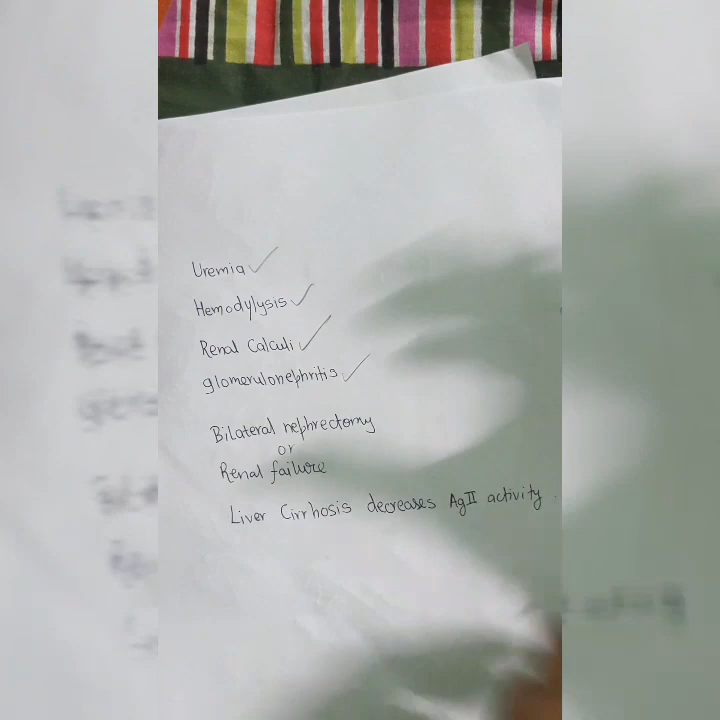 Uremia
Hemodylysis
Renal Calculi
glomerulonephritis
Bilateral nephrectomy
or
Renal failure
Liver Cirrhosis decreases AgII activity.